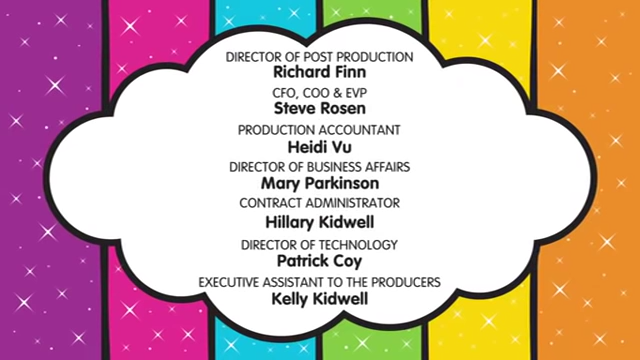 DIRECTOR OF POST PRODUCTION
Richard Finn
CFO, COO & EVP
Steve Rosen
PRODUCTION ACCOUNTANT
Heidi Vu
DIRECTOR OF BUSINESS AFFAIRS
Mary Parkinson
CONTRACT ADMINISTRATOR
Hillary Kidwell
DIRECTOR OF TECHNOLOGY
Patrick Coy
EXECUTIVE ASSISTANT TO THE PRODUCERS
Kelly Kidwell